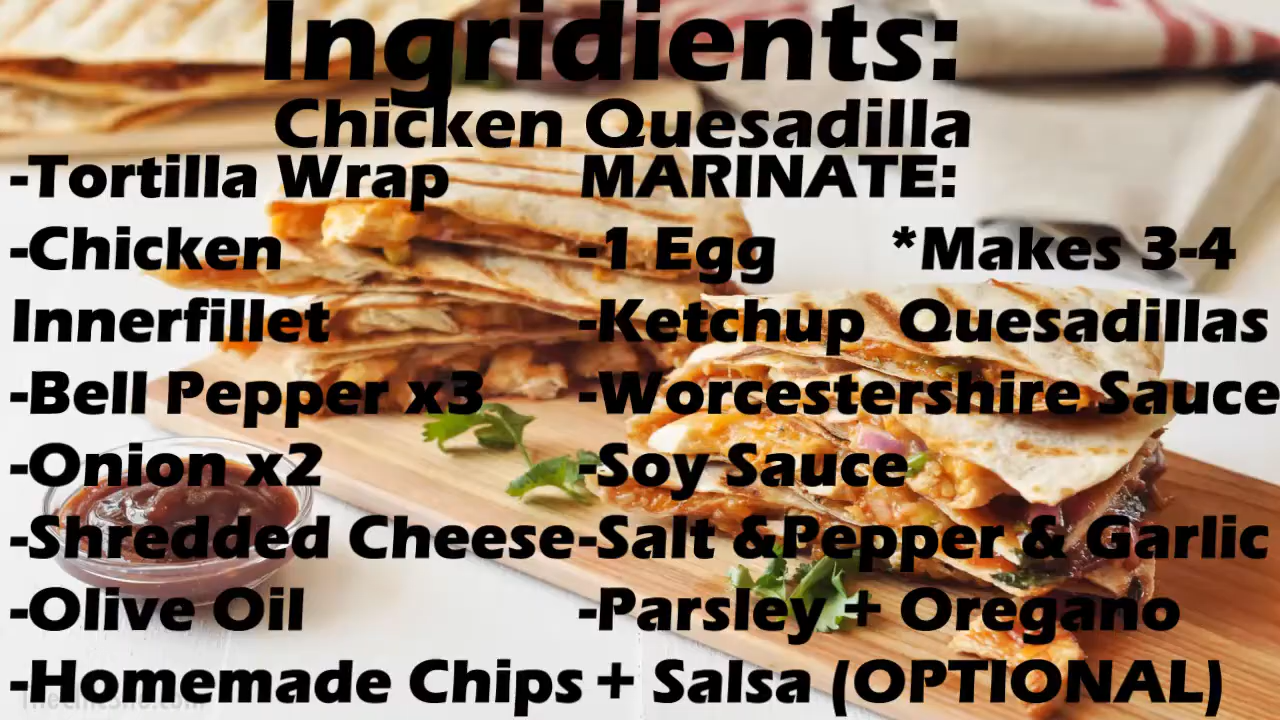 Ingridients:
Chicken Quesadilla
-Tortilla Wrap
-Chicken
Innerfillet
-Bell Pepper x3
-Onion x2
-Shredded Cheese
-Olive Oil
-Homemade Chips + Salsa (OPTIONAL)
MARINATE:
-1 Egg
-Ketchup
-Worcestershire Sauce
-Soy Sauce
-Salt &Pepper & Garlic
-Parsley + Oregano
*Makes 3-4
Quesadillas